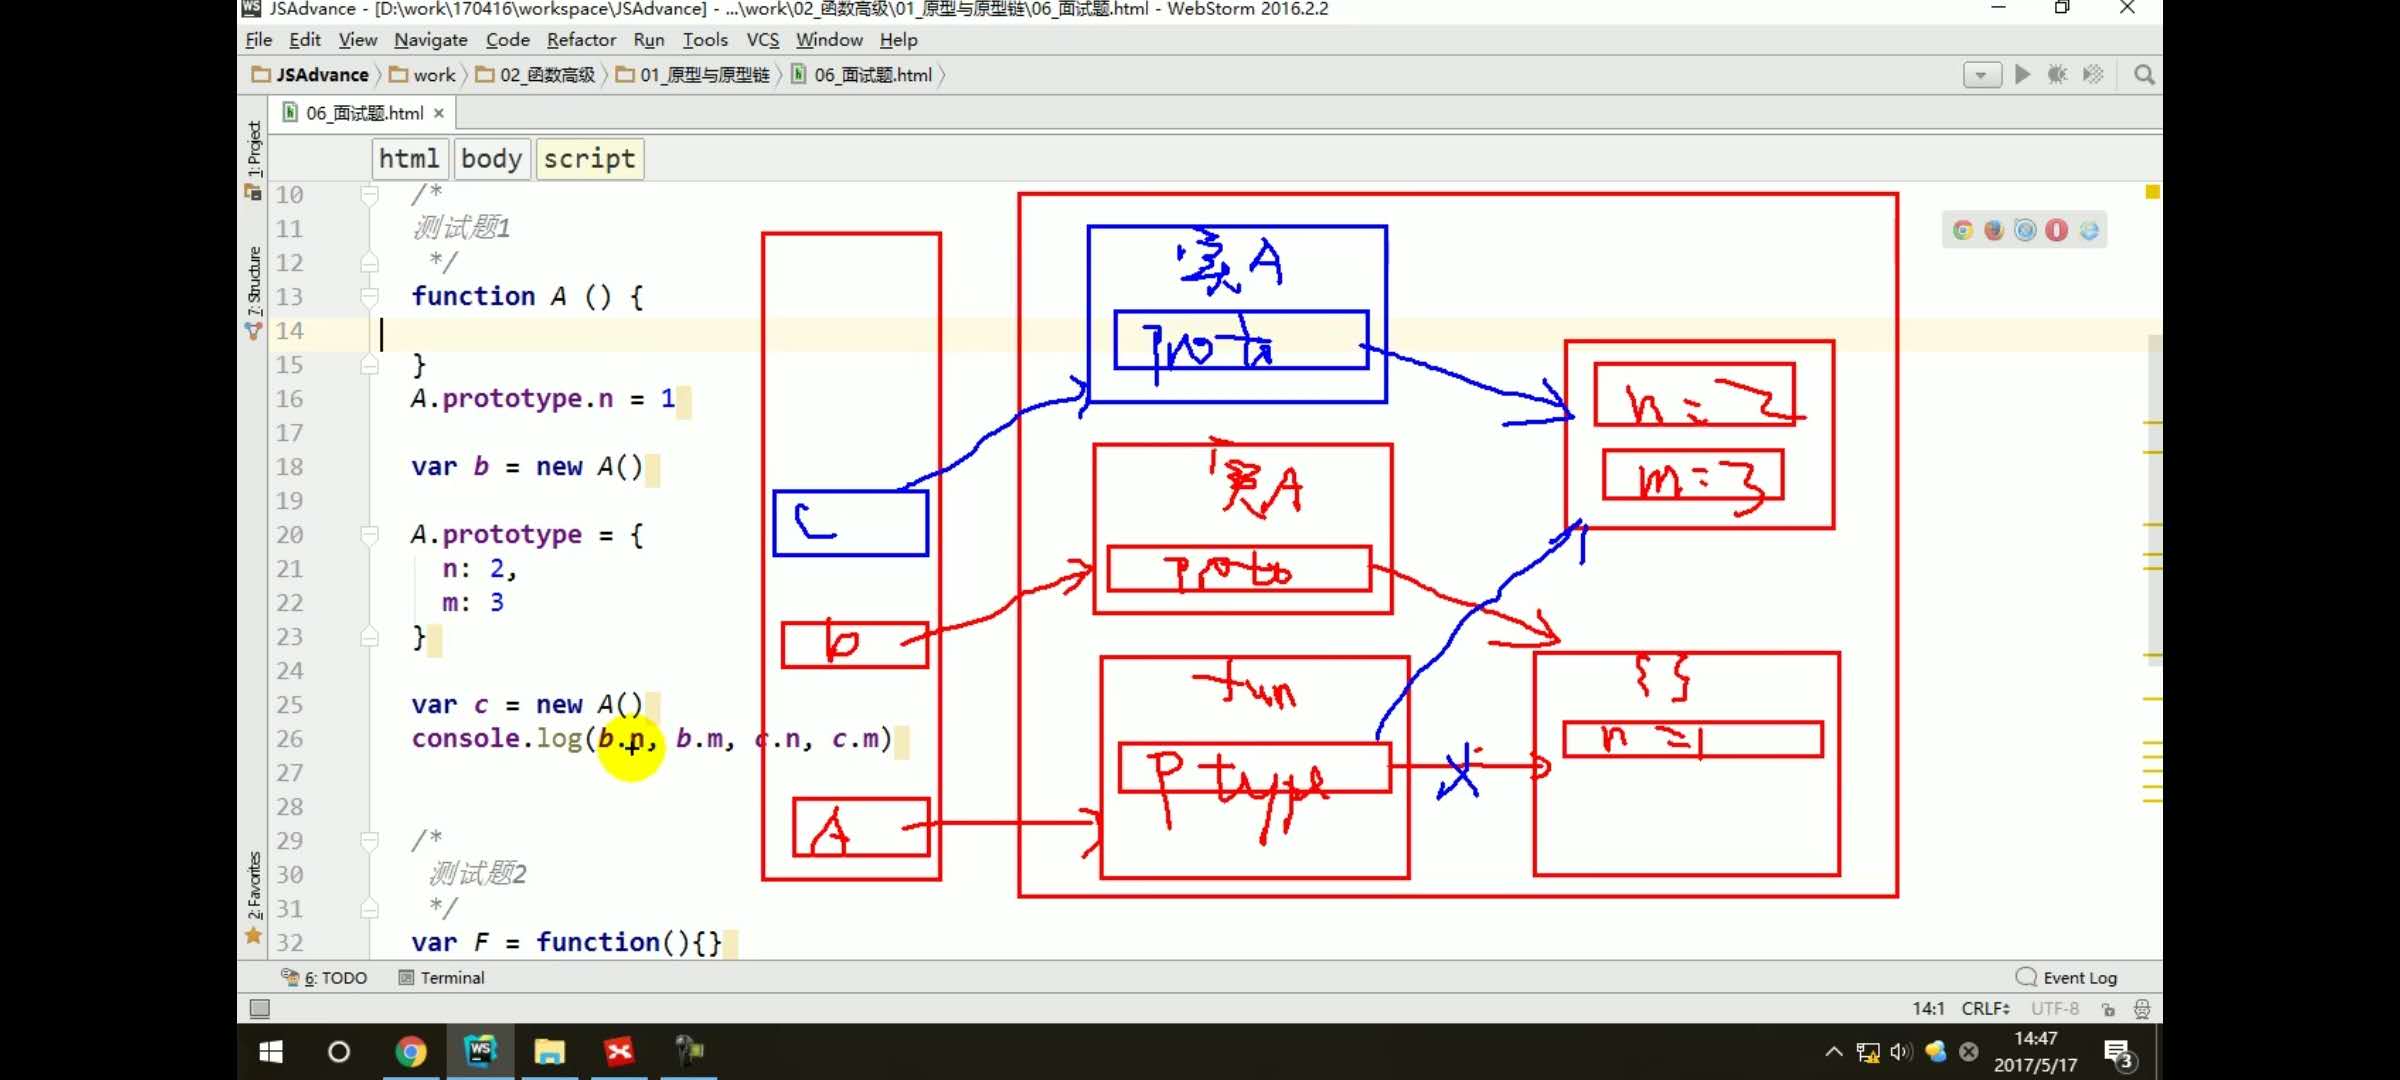 JSAdvance - [D:\work\170416\workspace\JSAdvance] - ...\work\02_函数高级\01_原型与原型链\06_面试题.html - WebStorm 2016.2.2
File Edit View Navigate Code Refactor Run Tools VCS Window Help
JSAdvance work 02_函数高级 01_原型与原型链 06_面试题.html
06_面试题.html
html body script
1: Project
7: Structure
2: Favorites
10 /*
11 测试题1
12 */
13 function A () {
14
15 }
16 A.prototype.n = 1
17
18 var b = new A()
19
20 A.prototype = {
21 n: 2,
22 m: 3
23 }
24
25 var c = new A()
26 console.log(b.n, b.m, c.n, c.m)
27
28
29 /*
30 测试题2
31 */
32 var F = function(){}
C
b
A
A
proto
A
proto
fun
Ptype
n=2
m=3
{}
n=1
6: TODO Terminal Event Log
14:1 CRLF UTF-8
WS
14:47
2017/5/17
3